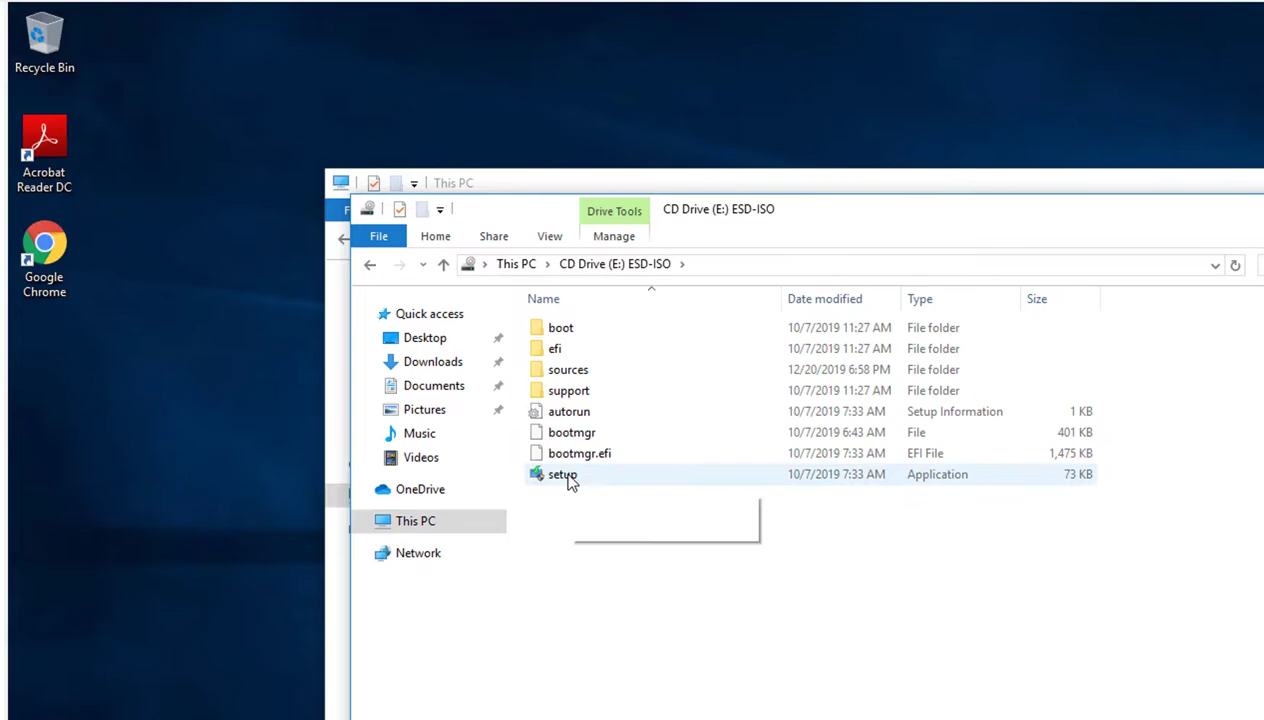 Recycle Bin
Acrobat
Reader DC
Google
Chrome
This PC
F
Drive Tools
CD Drive (E:) ESD-ISO
File
Home
Share
View
Manage
This PC > CD Drive (E:) ESD-ISO >
Name
Date modified
Type
Size
Quick access
Desktop
Downloads
Documents
Pictures
Music
Videos
OneDrive
This PC
Network
boot 10/7/2019 11:27 AM File folder
efi 10/7/2019 11:27 AM File folder
sources 12/20/2019 6:58 PM File folder
support 10/7/2019 11:27 AM File folder
autorun 10/7/2019 7:33 AM Setup Information 1 KB
bootmgr 10/7/2019 6:43 AM File 401 KB
bootmgr.efi 10/7/2019 7:33 AM EFI File 1,475 KB
setup 10/7/2019 7:33 AM Application 73 KB